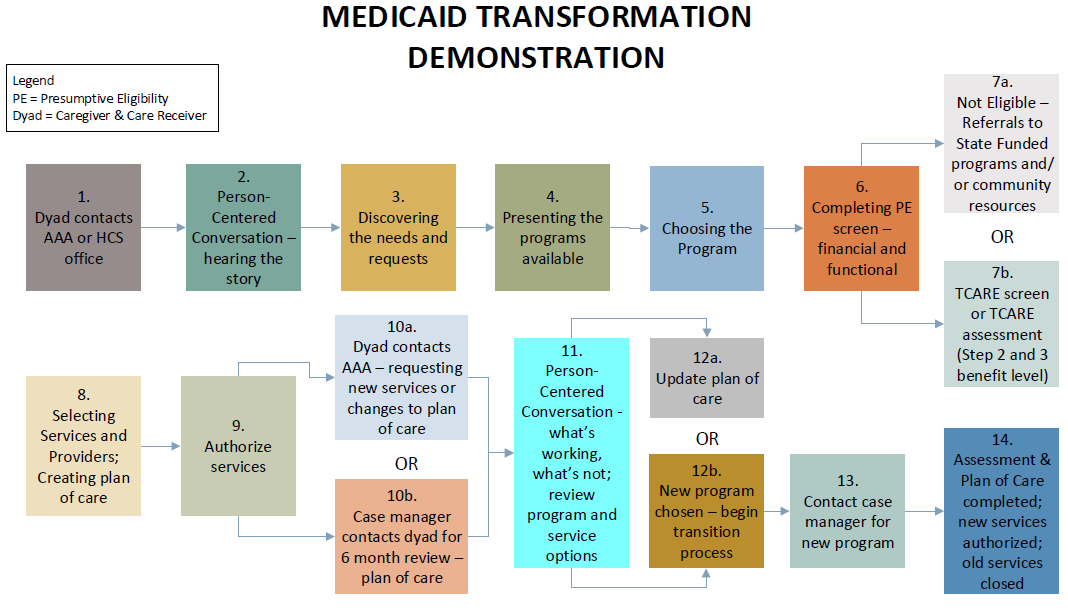 MEDICAID TRANSFORMATION
DEMONSTRATION
Legend
PE = Presumptive Eligibility
Dyad = Caregiver & Care Receiver
1.
Dyad contacts
AAA or HCS
office
2.
Person-
Centered
Conversation –
hearing the
story
3.
Discovering
the needs and
requests
4.
Presenting the
programs
available
5.
Choosing the
Program
6.
Completing PE
screen –
financial and
functional
7a.
Not Eligible –
Referrals to
State Funded
programs and/
or community
resources
OR
7b.
TCARE screen
or TCARE
assessment
(Step 2 and 3
benefit level)
8.
Selecting
Services and
Providers;
Creating plan
of care
9.
Authorize
services
10a.
Dyad contacts
AAA – requesting
new services or
changes to plan
of care
OR
10b.
Case manager
contacts dyad for
6 month review –
plan of care
11.
Person-
Centered
Conversation -
what's
working,
what's not;
review
program and
service
options
12a.
Update plan of
care
OR
12b.
New program
chosen – begin
transition
process
13.
Contact case
manager for
new program
14.
Assessment &
Plan of Care
completed;
new services
authorized;
old services
closed